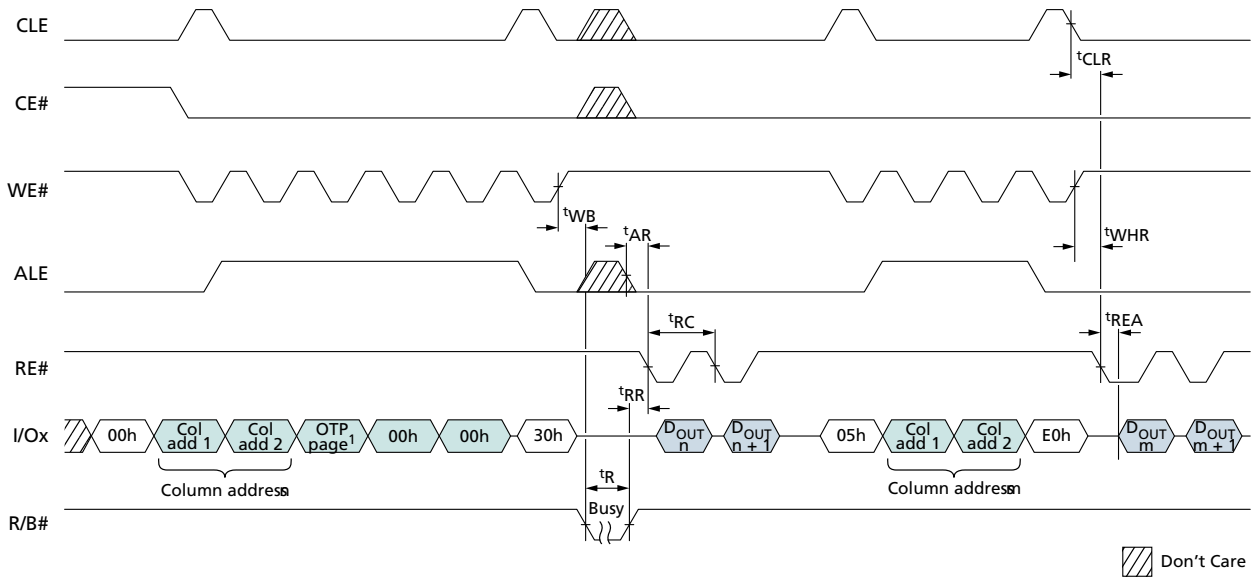 CLE
tCLR
CE#
WE#
tWB
tAR
tWHR
ALE
tRC
tREA
RE#
tRR
I/Ox
00h
Col add 1
Col add 2
OTP page1
00h
00h
30h
DOUT n
DOUT n + 1
05h
Col add 1
Col add 2
E0h
DOUT m
DOUT m + 1
Column address n
tR
Column address m
R/B#
Busy
Don't Care